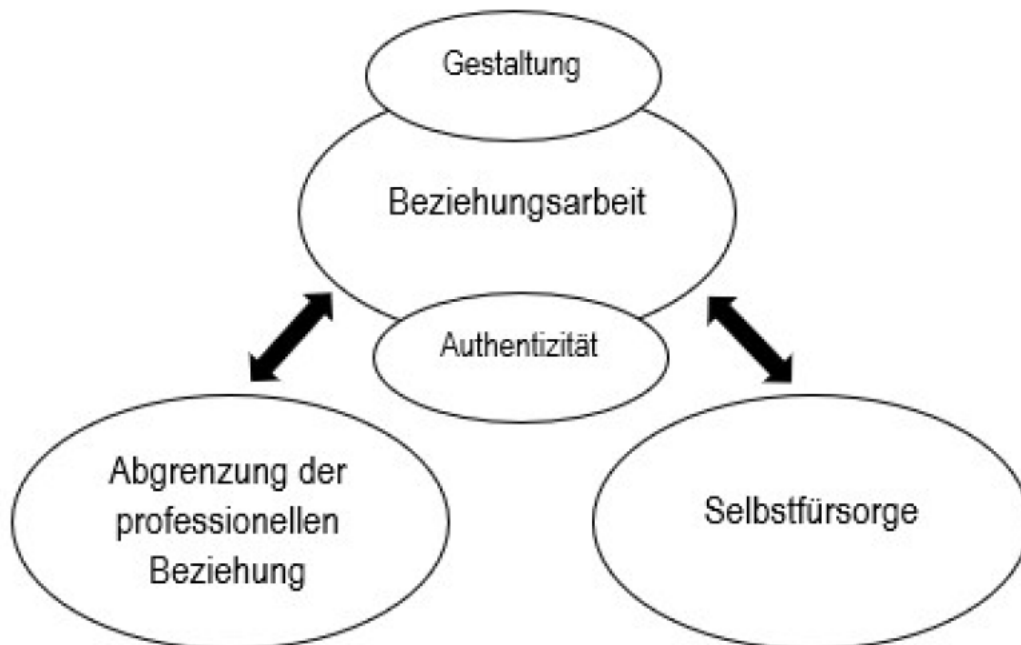 Gestaltung
Beziehungsarbeit
Authentizität
Abgrenzung der
professionellen
Beziehung
Selbstfürsorge